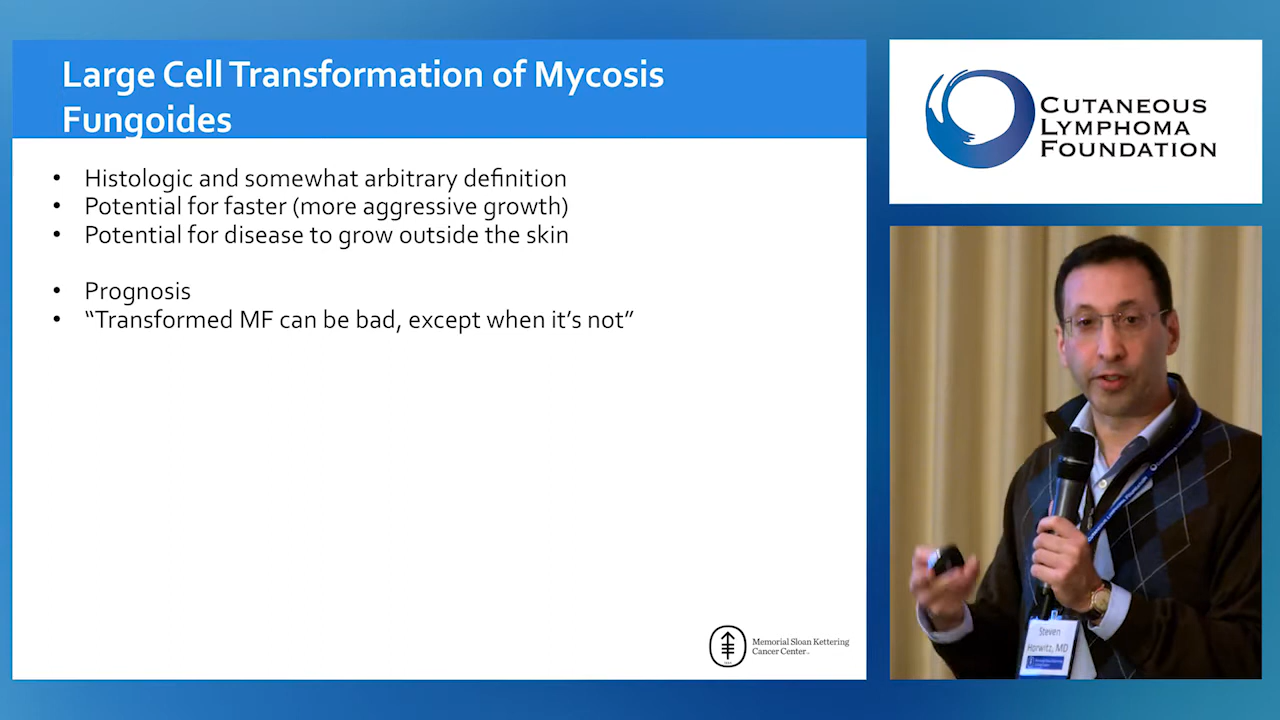 Large Cell Transformation of Mycosis
Fungoides
• Histologic and somewhat arbitrary definition
• Potential for faster (more aggressive growth)
• Potential for disease to grow outside the skin
• Prognosis
• “Transformed MF can be bad, except when it’s not”
Memorial Sloan Kettering
Cancer Center
CUTANEOUS
LYMPHOMA
FOUNDATION
Steven
Horwitz, MD